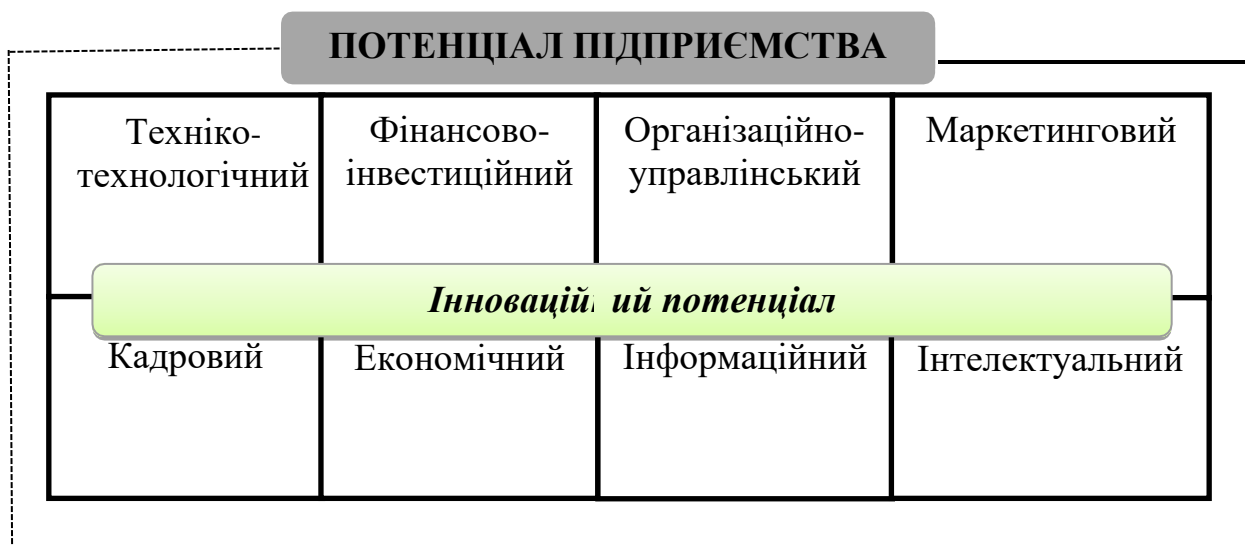 ПОТЕНЦІАЛ ПІДПРИЄМСТВА
Техніко-
технологічний
Фінансово-
інвестиційний
Організаційно-
управлінський
Маркетинговий
Інноваційний потенціал
Кадровий
Економічний
Інформаційний
Інтелектуальний